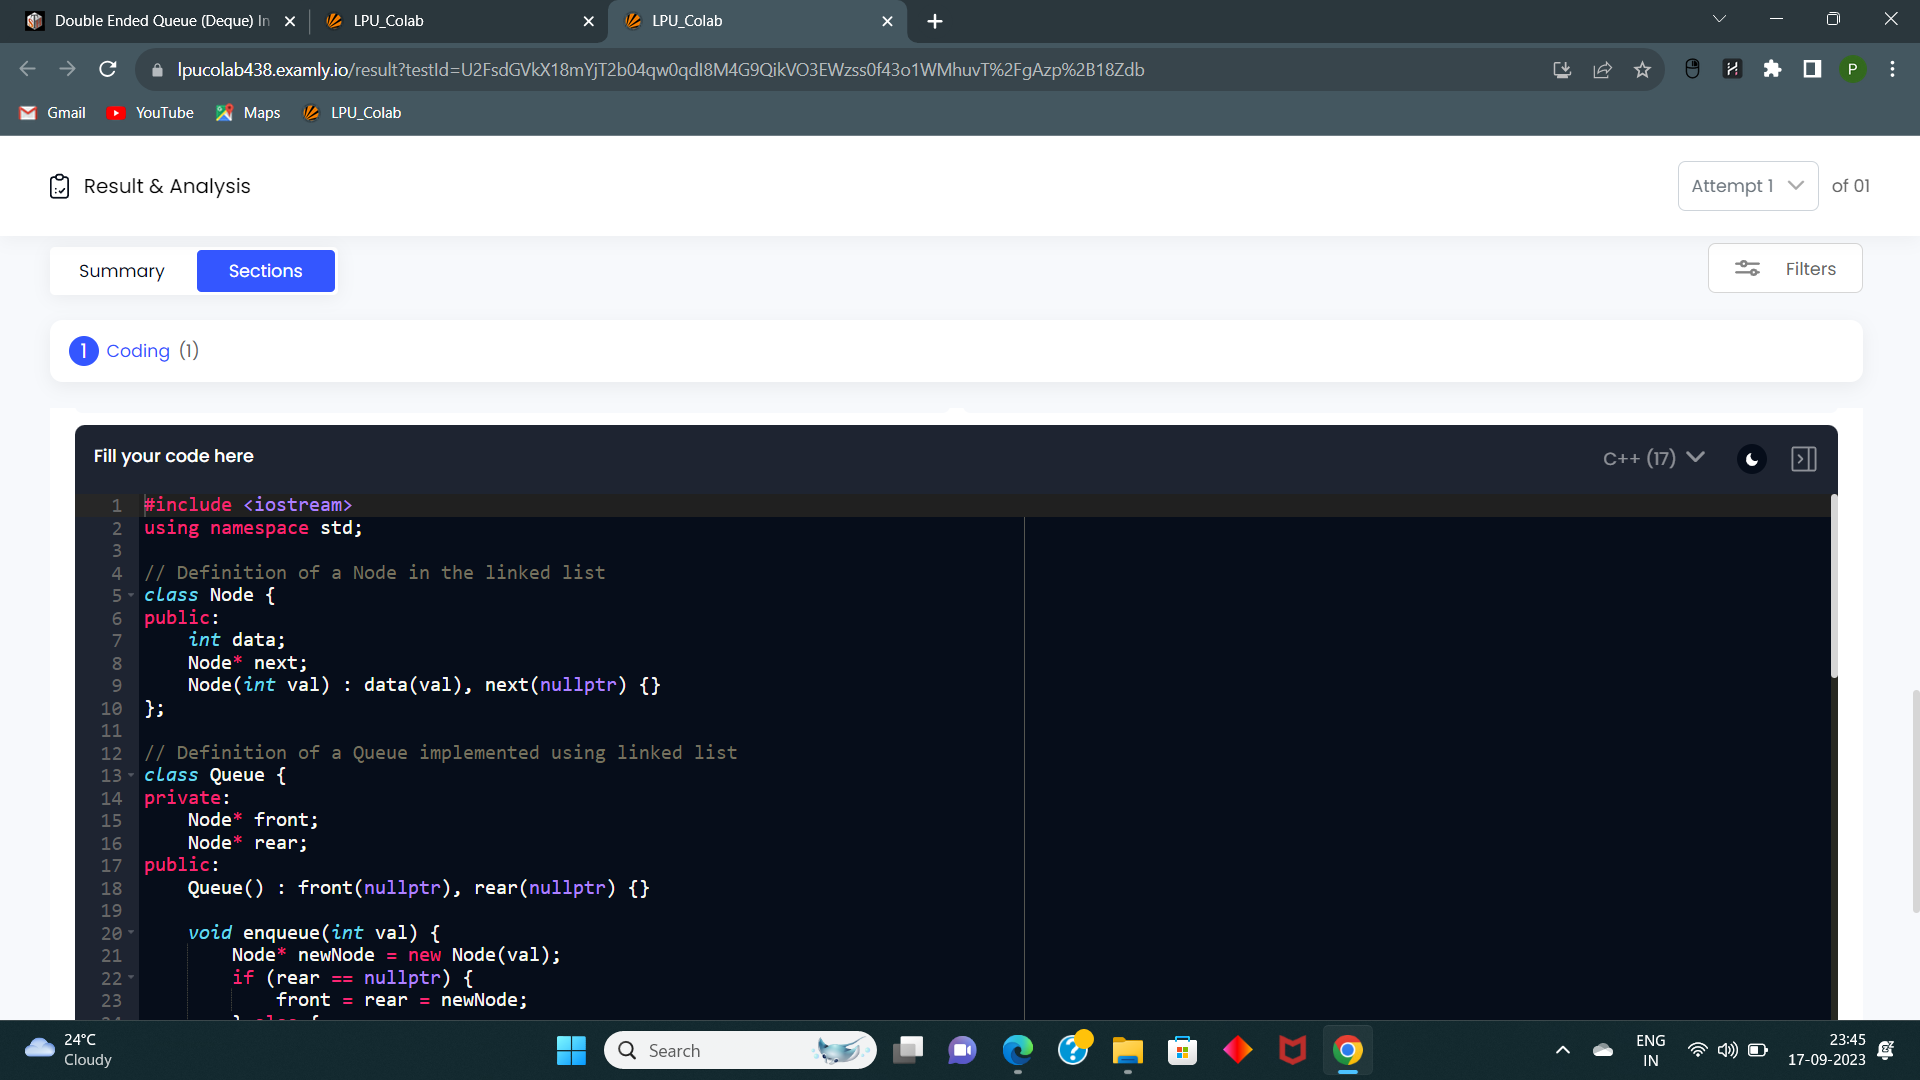 Double Ended Queue (Deque) In
LPU_Colab
LPU_Colab
lpucolab438.examly.io/result?testId=U2FsdGVkX18mYjT2b04qw0qdI8M4G9QikVO3EWzss0f43o1WMhuvT%2FgAzp%2B18Zdb
P
Gmail
YouTube
Maps
LPU_Colab
Result & Analysis
Attempt 1
of 01
Summary
Sections
Filters
1 Coding (1)
Fill your code here
C++ (17)
1 #include <iostream>
2 using namespace std;
3
4 // Definition of a Node in the linked list
5 class Node {
6 public:
7 int data;
8 Node* next;
9 Node(int val) : data(val), next(nullptr) {}
10 };
11
12 // Definition of a Queue implemented using linked list
13 class Queue {
14 private:
15 Node* front;
16 Node* rear;
17 public:
18 Queue() : front(nullptr), rear(nullptr) {}
19
20 void enqueue(int val) {
21 Node* newNode = new Node(val);
22 if (rear == nullptr) {
23 front = rear = newNode;
24°C
Cloudy
Search
ENG
IN
23:45
17-09-2023